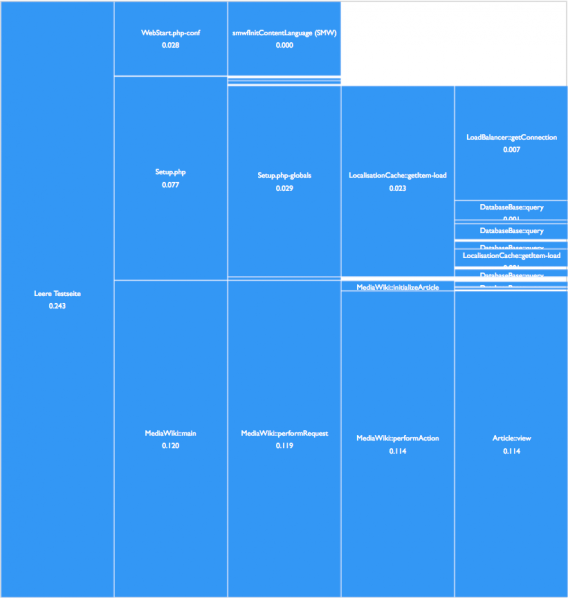 WebStart.php-conf
0.028
smwfInitContentLanguage (SMW)
0.000
LoadBalancer::getConnection
0.007
Setup.php
0.077
Setup.php-globals
0.029
LocalisationCache::getItem-load
0.023
DatabaseBase::query
0.001
DatabaseBase::query
DatabaseBase::query
LocalisationCache::getItem-load
DatabaseBase::query
MediaWiki::initializeArticle
Leere Testseite
0.243
MediaWiki::main
0.120
MediaWiki::performRequest
0.119
MediaWiki::performAction
0.114
Article::view
0.114